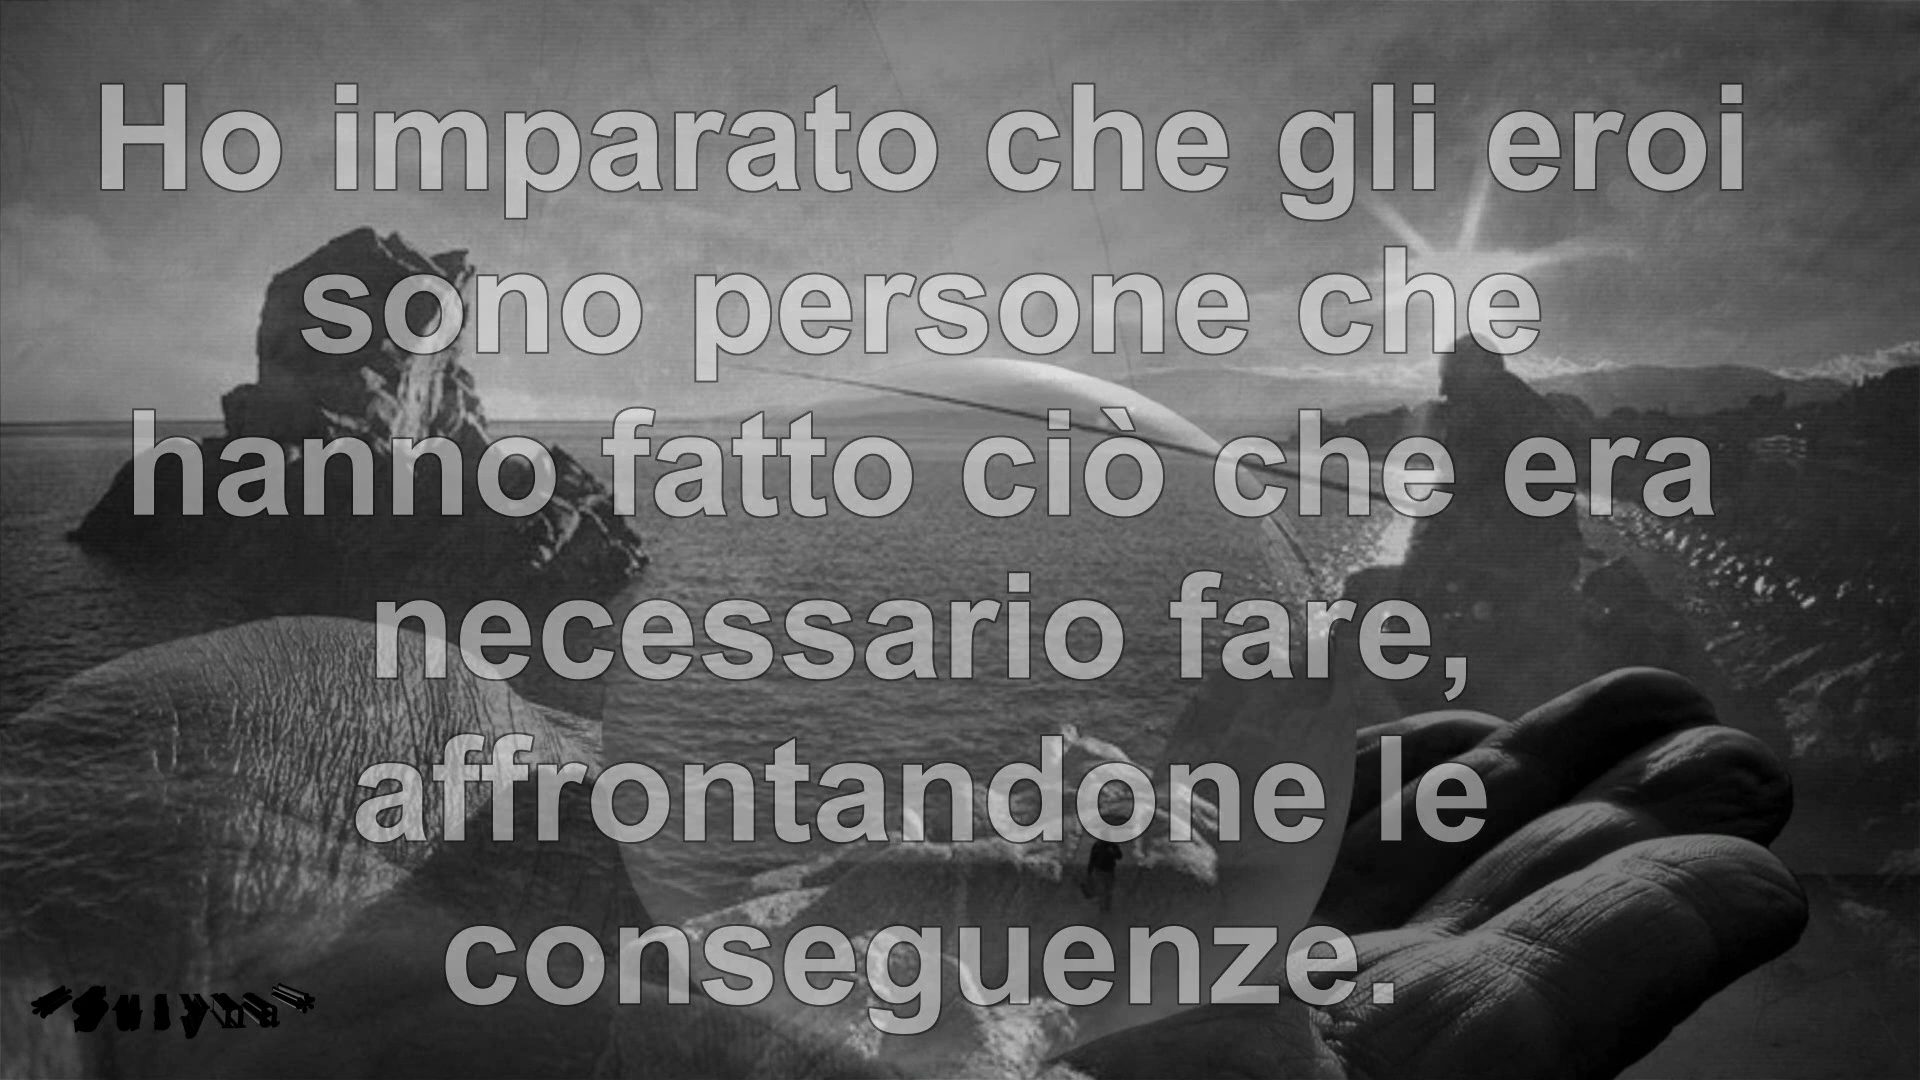 Ho imparato che gli eroi
sono persone che
hanno fatto ciò che era
necessario fare,
affrontandone le
conseguenze.